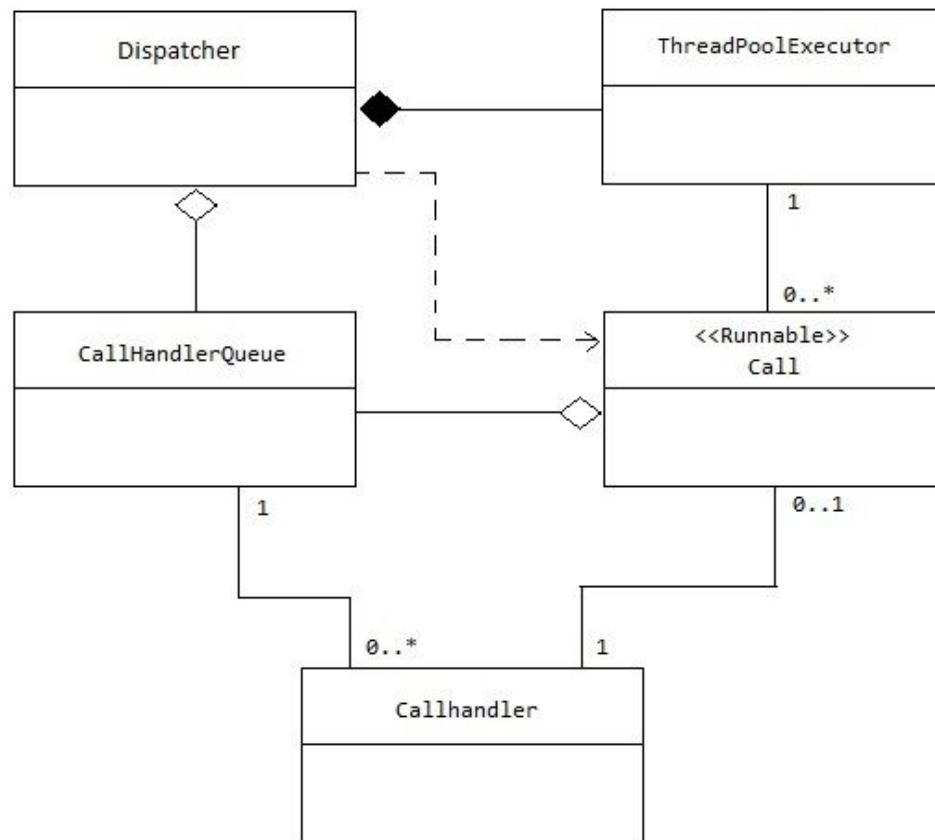 Dispatcher
ThreadPoolExecutor
1
0..*
CallHandlerQueue
<<Runnable>>
Call
1
0..1
0..*
1
Callhandler